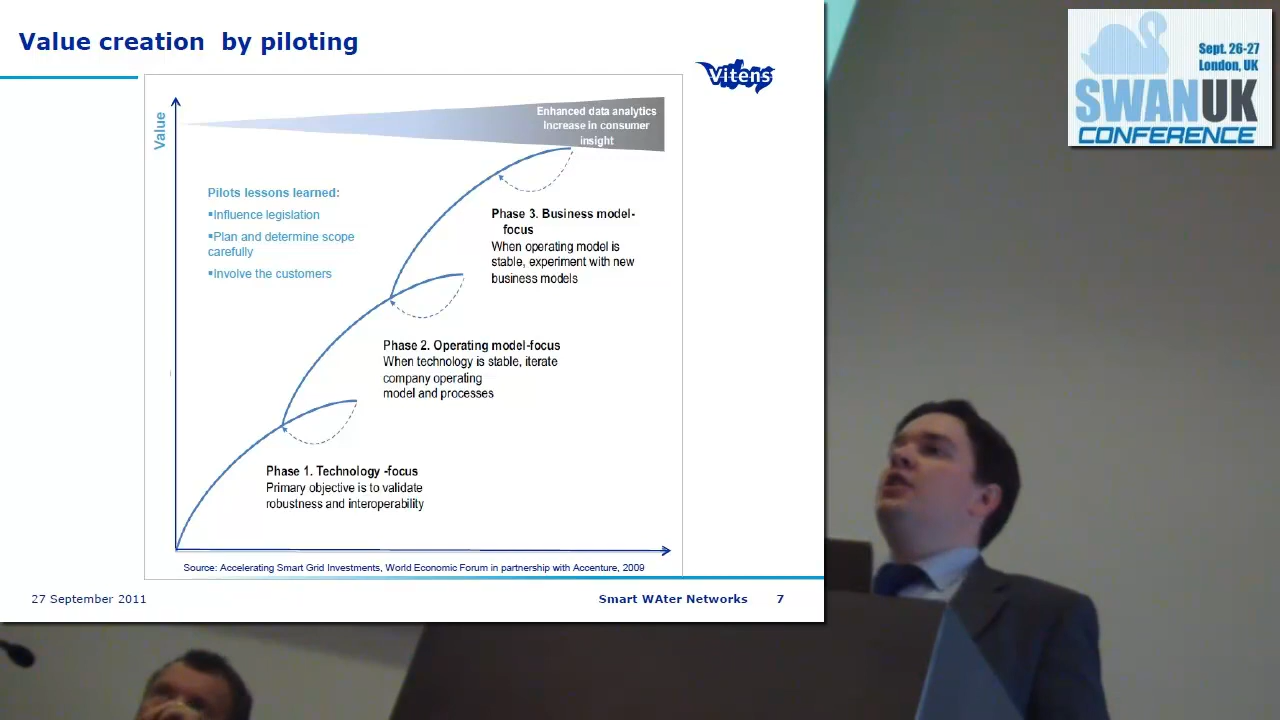 Value creation by piloting
Vitens
Sept. 26-27
London, UK
SWANUK
CONFERENCE
Value
Enhanced data analytics
Increase in consumer
insight
Pilots lessons learned:
▪Influence legislation
▪Plan and determine scope
carefully
▪Involve the customers
Phase 3. Business model-
focus
When operating model is
stable, experiment with new
business models
Phase 2. Operating model-focus
When technology is stable, iterate
company operating
model and processes
Phase 1. Technology -focus
Primary objective is to validate
robustness and interoperability
Source: Accelerating Smart Grid Investments, World Economic Forum in partnership with Accenture, 2009
27 September 2011
Smart WAter Networks
7